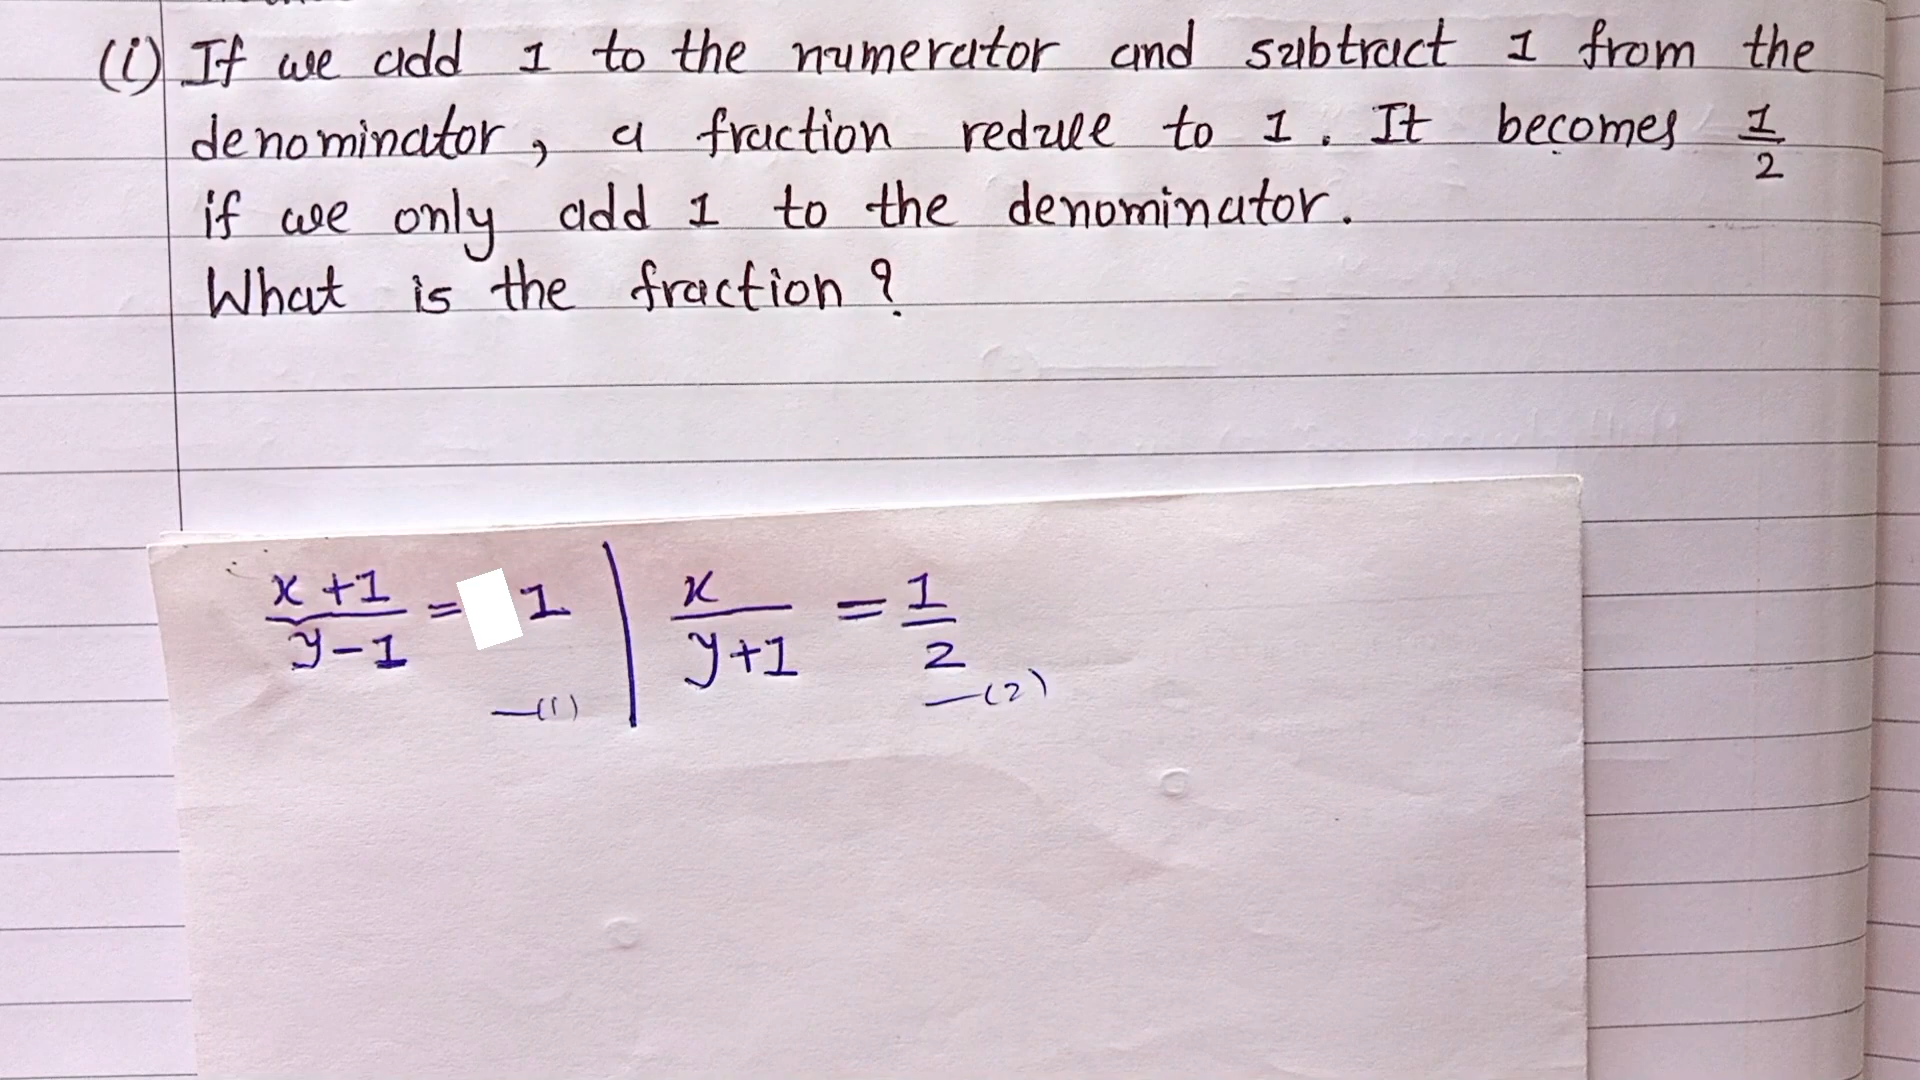 (i) If we add 1 to the numerator and subtract 1 from the
denominator, a fraction reduce to 1. It becomes 1/2
if we only add 1 to the denominator.
What is the fraction?
x+1/y-1 = 1 | x/y+1 = 1/2
—(1) —(2)